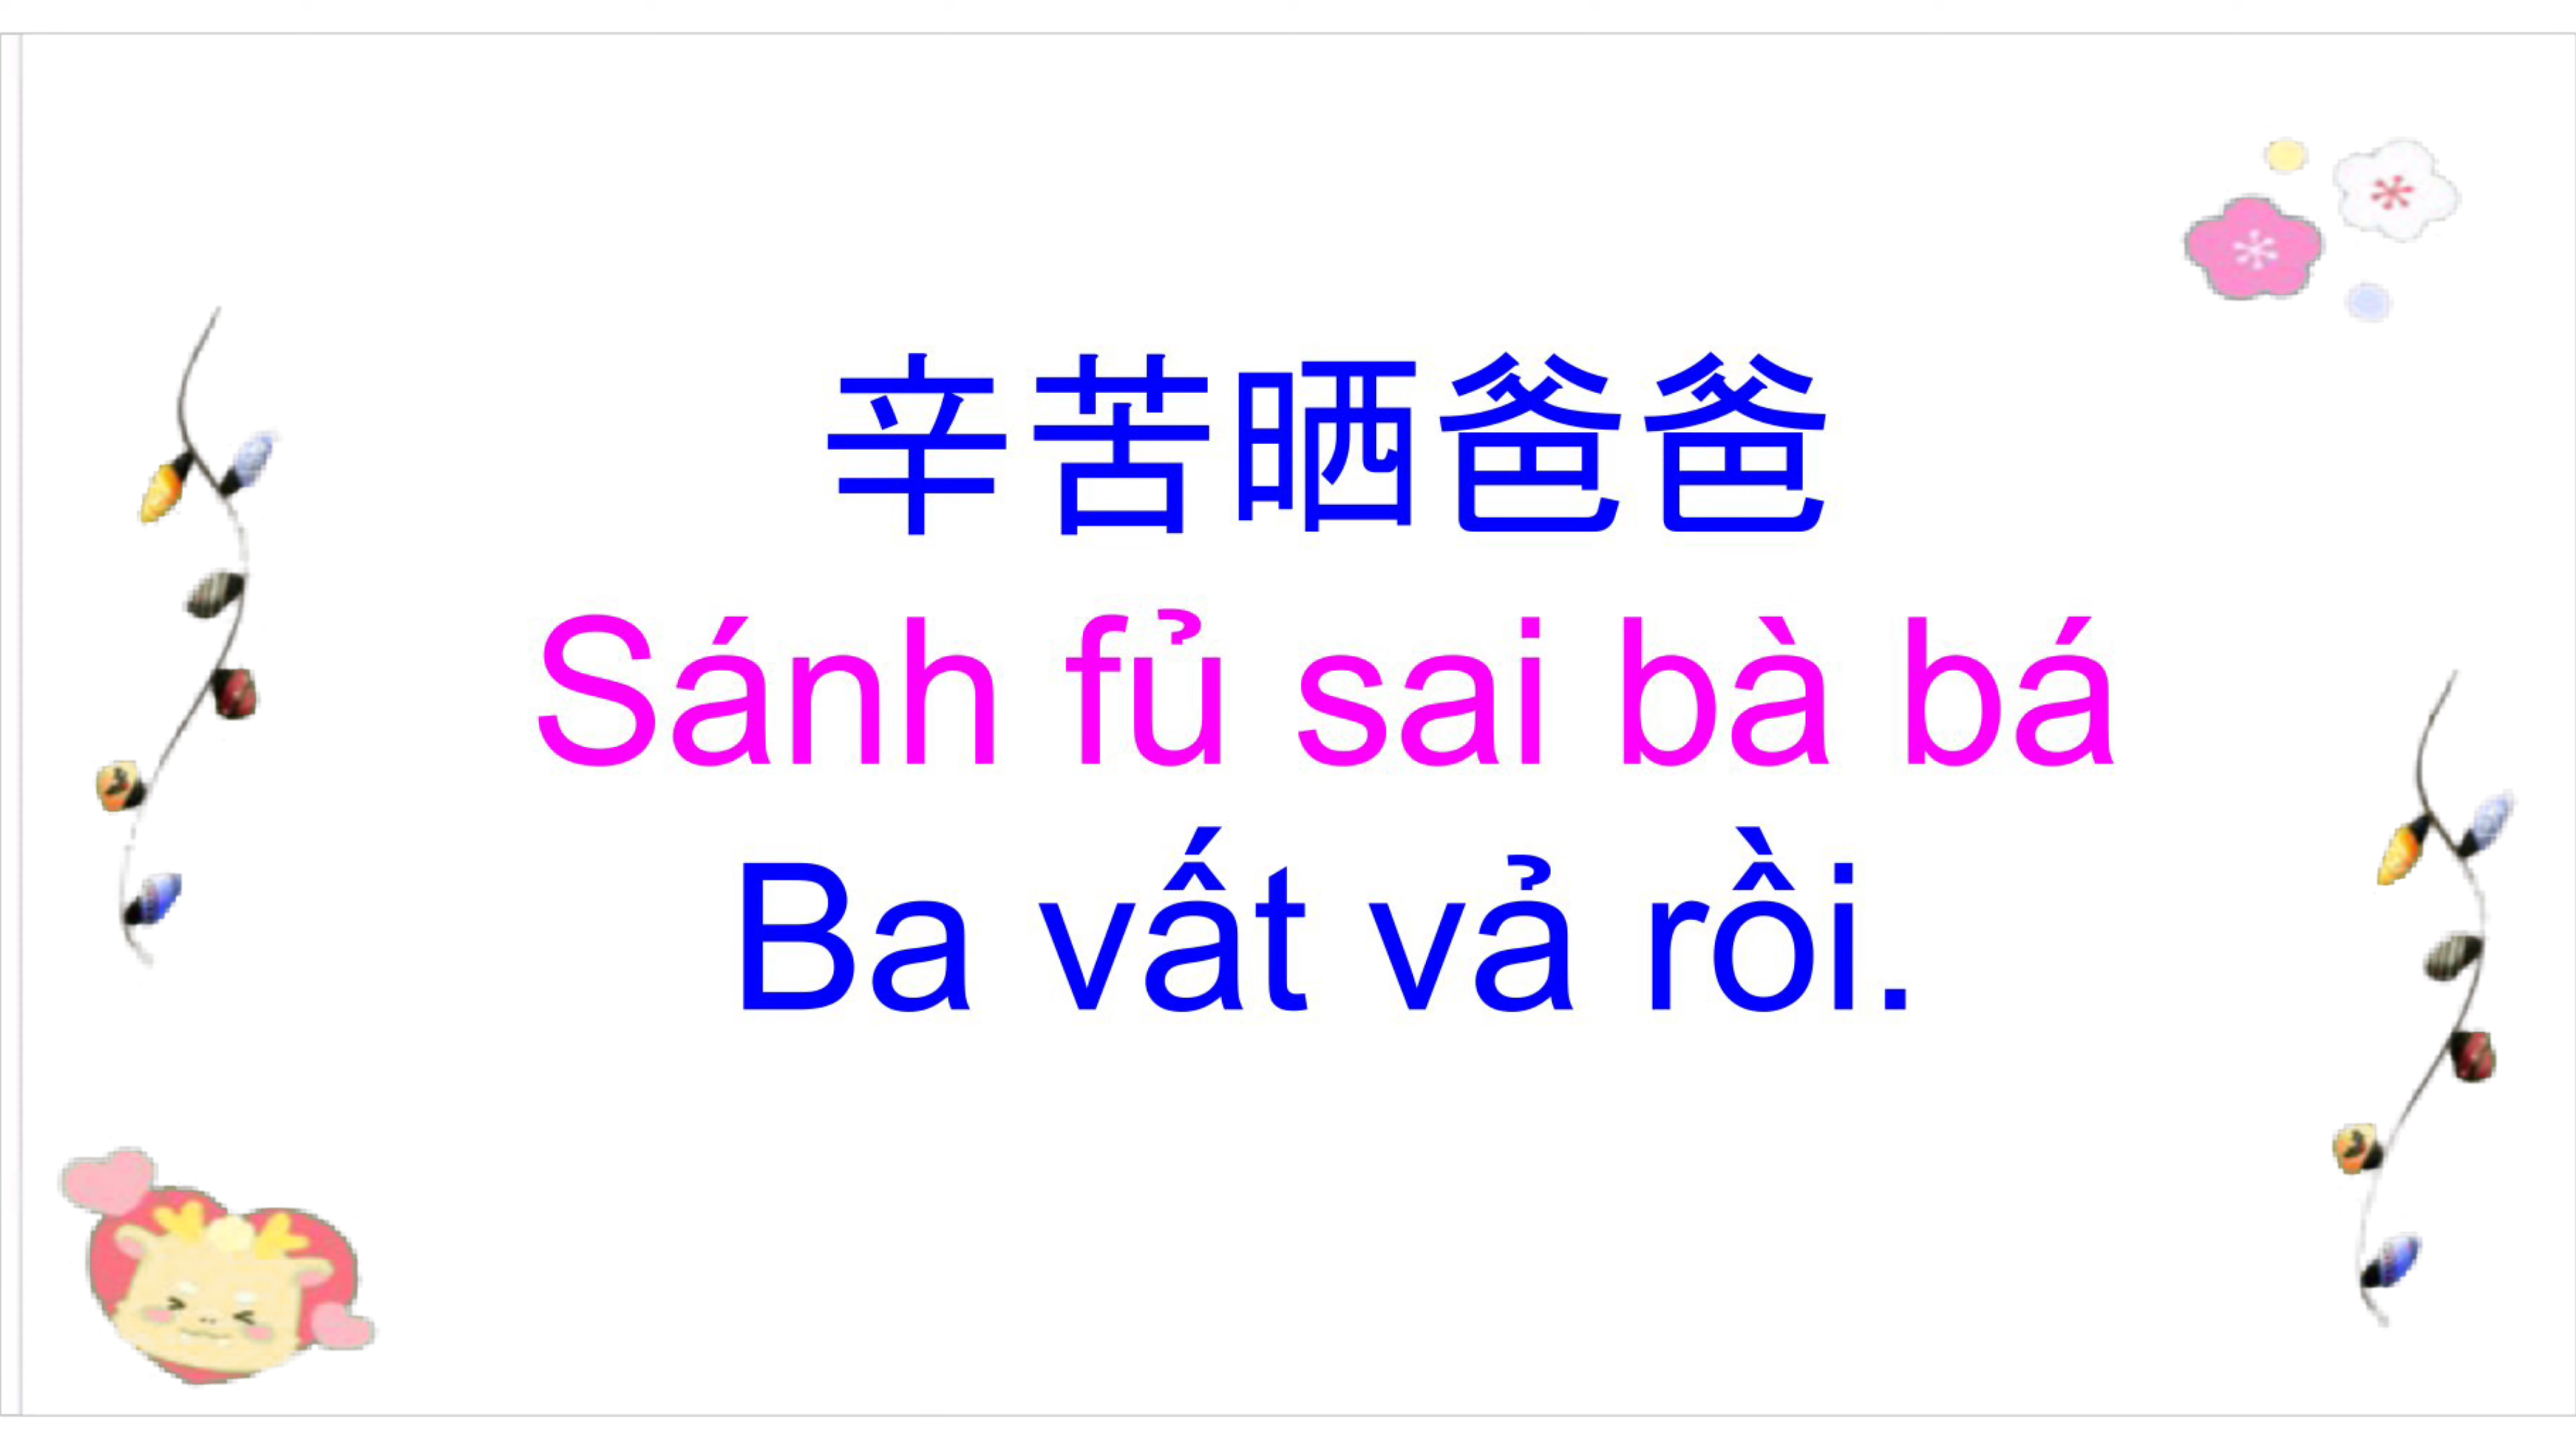 辛苦晒爸爸
Sánh fủ sai bà bá
Ba vất vả rồi.